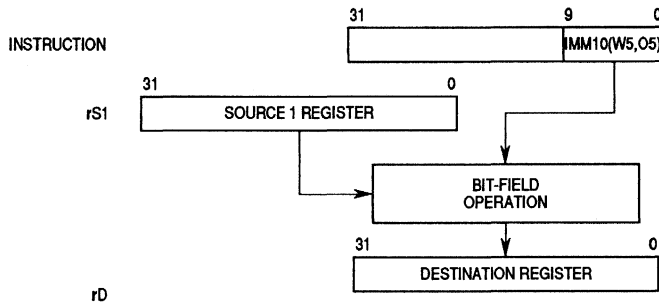 31 9 0
INSTRUCTION IMM10(W5,O5)
31 0
rS1 SOURCE 1 REGISTER
BIT-FIELD
OPERATION
31 0
DESTINATION REGISTER
rD